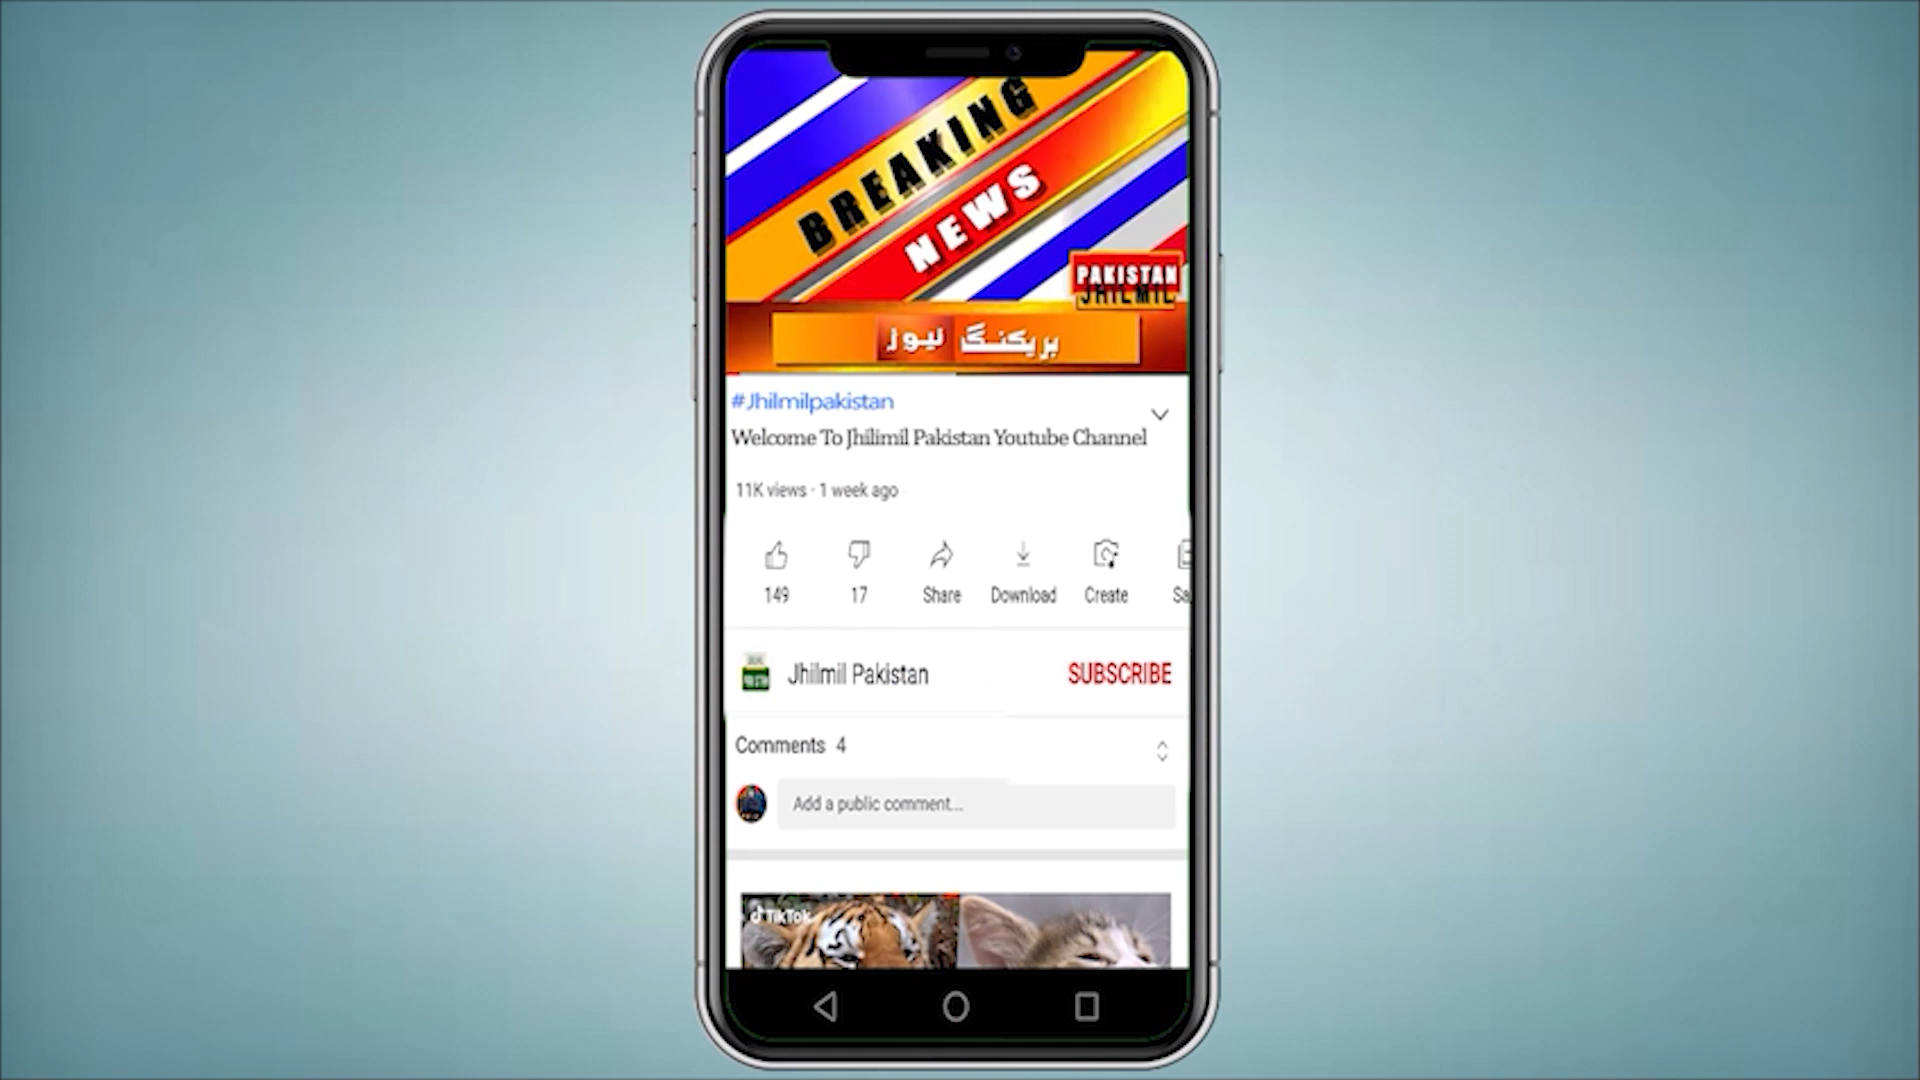 BREAKING
NEWS
PAKISTAN
JHILMIL
بریکنگ نیوز
#Jhilmilpakistan
Welcome To Jhilimil Pakistan Youtube Channel
11K views · 1 week ago
149
17
Share
Download
Create
Sa
Jhilmil Pakistan
SUBSCRIBE
Comments 4
Add a public comment...
TikTok